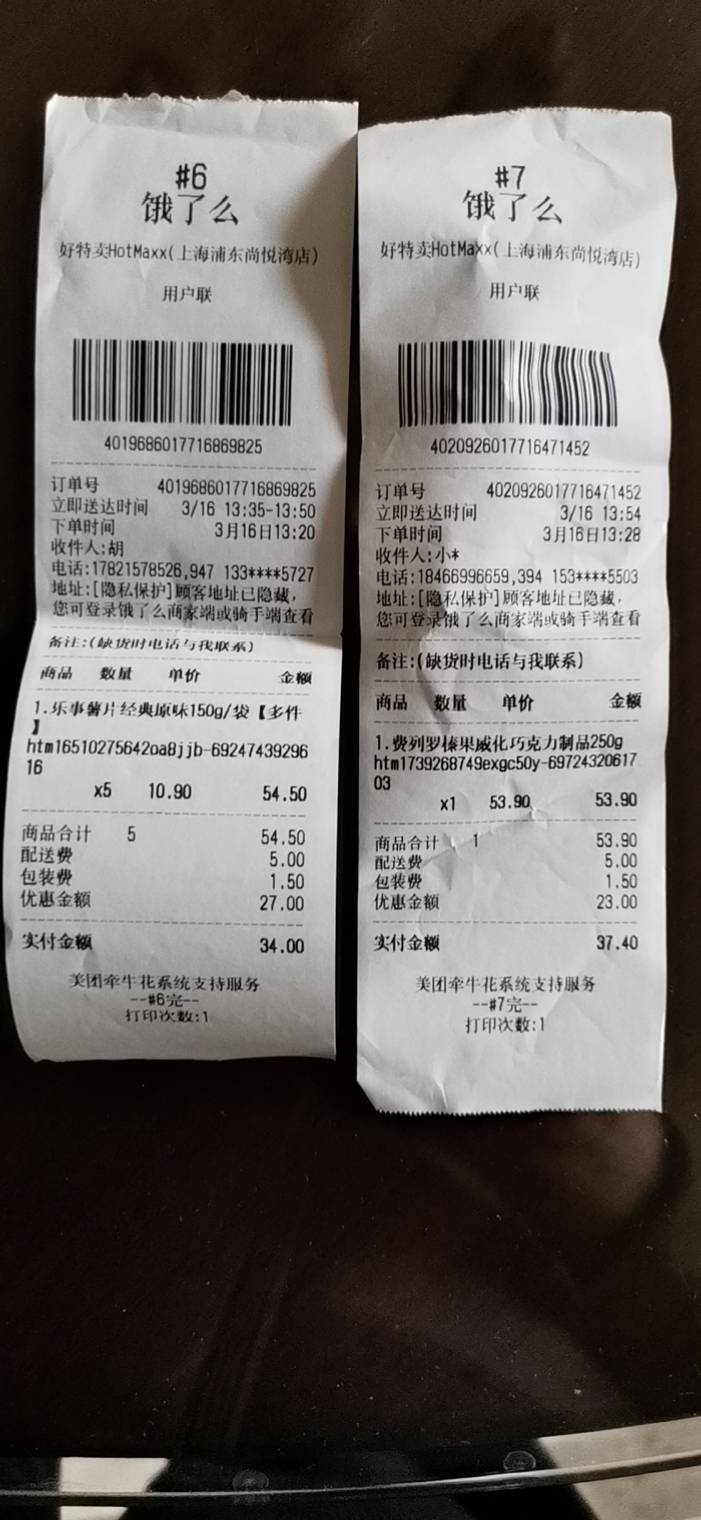 #6
饿了么
好特卖HotMaxx(上海浦东尚悦湾店)
用户联
4019686017716869825
订单号 4019686017716869825
立即送达时间 3/16 13:35-13:50
下单时间 3月16日13:20
收件人:胡
电话:17821578526,947 133****5727
地址:[隐私保护]顾客地址已隐藏,
您可登录饿了么商家端或骑手端查看
备注:(缺货时电话与我联系)
商品 数量 单价 金额
1.乐事薯片经典原味150g/袋【多件
】
htm16510275642oa8jjb-69247439296
16
x5 10.90 54.50
商品合计 5 54.50
配送费 5.00
包装费 1.50
优惠金额 27.00
实付金额 34.00
美团牵牛花系统支持服务
--#6完--
打印次数:1
#7
饿了么
好特卖HotMaxx(上海浦东尚悦湾店)
用户联
4020926017716471452
订单号 4020926017716471452
立即送达时间 3/16 13:54
下单时间 3月16日13:28
收件人:小*
电话:18466996659,394 153****5503
地址:[隐私保护]顾客地址已隐藏,
您可登录饿了么商家端或骑手端查看
备注:(缺货时电话与我联系)
商品 数量 单价 金额
1.费列罗榛果威化巧克力制品250g
htm1739268749exgc50y-69724320617
03
x1 53.90 53.90
商品合计 1 53.90
配送费 5.00
包装费 1.50
优惠金额 23.00
实付金额 37.40
美团牵牛花系统支持服务
--#7完--
打印次数:1